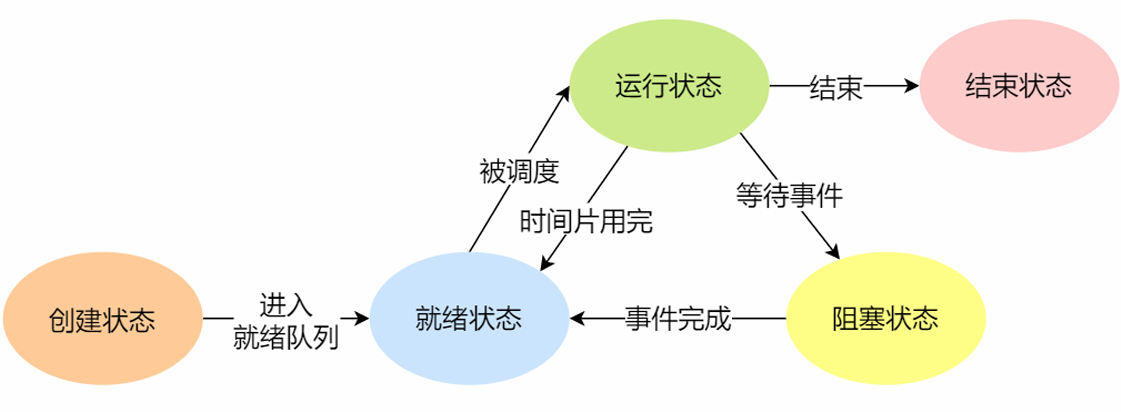 运行状态
结束
结束状态
被调度
等待事件
时间片用完
创建状态
进入
就绪队列
就绪状态
事件完成
阻塞状态